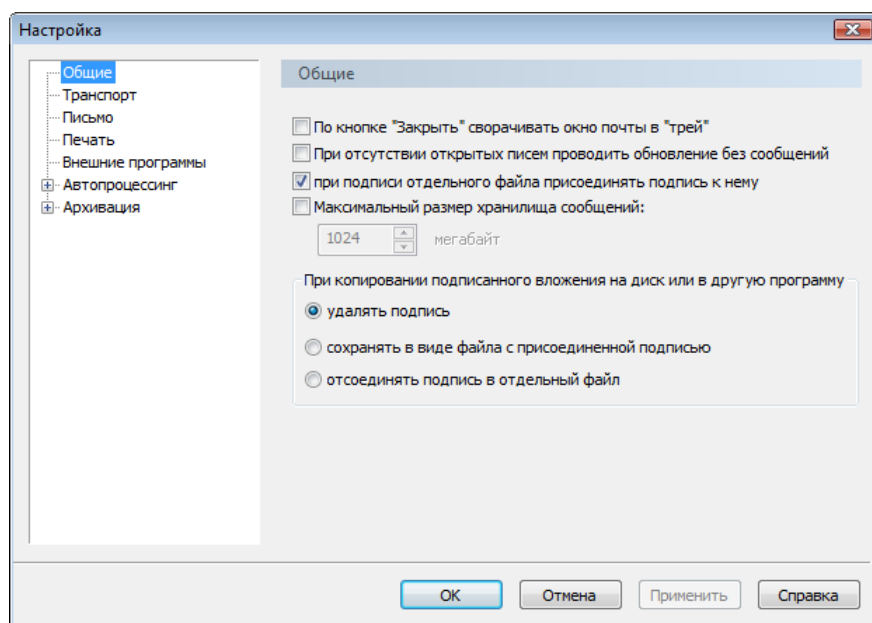 Настройка
Общие
Транспорт
Письмо
Печать
Внешние программы
Автопроцессинг
Архивация
Общие
По кнопке "Закрыть" сворачивать окно почты в "трей"
При отсутствии открытых писем проводить обновление без сообщений
при подписи отдельного файла присоединять подпись к нему
Максимальный размер хранилища сообщений:
1024 мегабайт
При копировании подписанного вложения на диск или в другую программу
удалять подпись
сохранять в виде файла с присоединенной подписью
отсоединять подпись в отдельный файл
OK Отмена Применить Справка